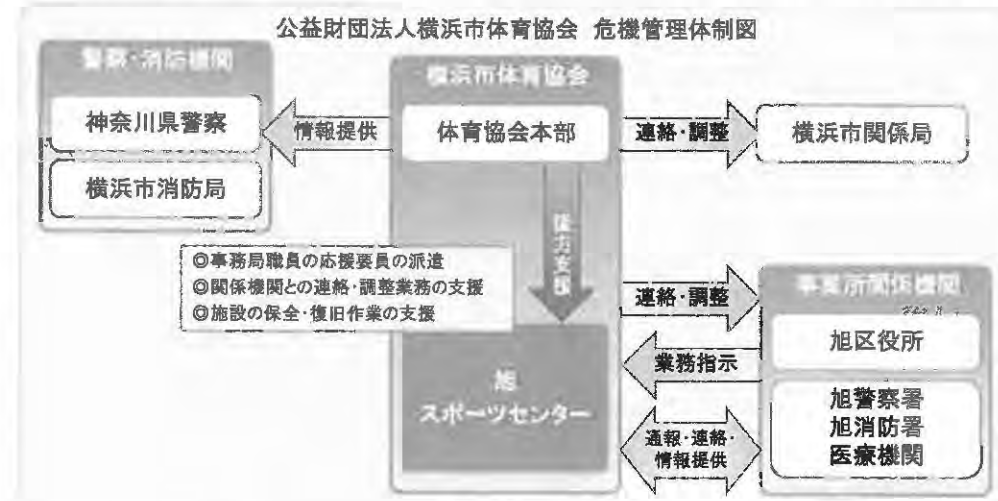 公益財団法人横浜市体育協会 危機管理体制図
警察・消防機関
神奈川県警察
横浜市消防局
情報提供
横浜市体育協会
体育協会本部
連絡・調整
横浜市関係局
後方支援
◎事務局職員の応援要員の派遣
◎関係機関との連絡・調整業務の支援
◎施設の保全・復旧作業の支援
旭
スポーツセンター
連絡・調整
業務指示
通報・連絡・
情報提供
事業所関係機関
旭区役所
旭警察署
旭消防署
医療機関